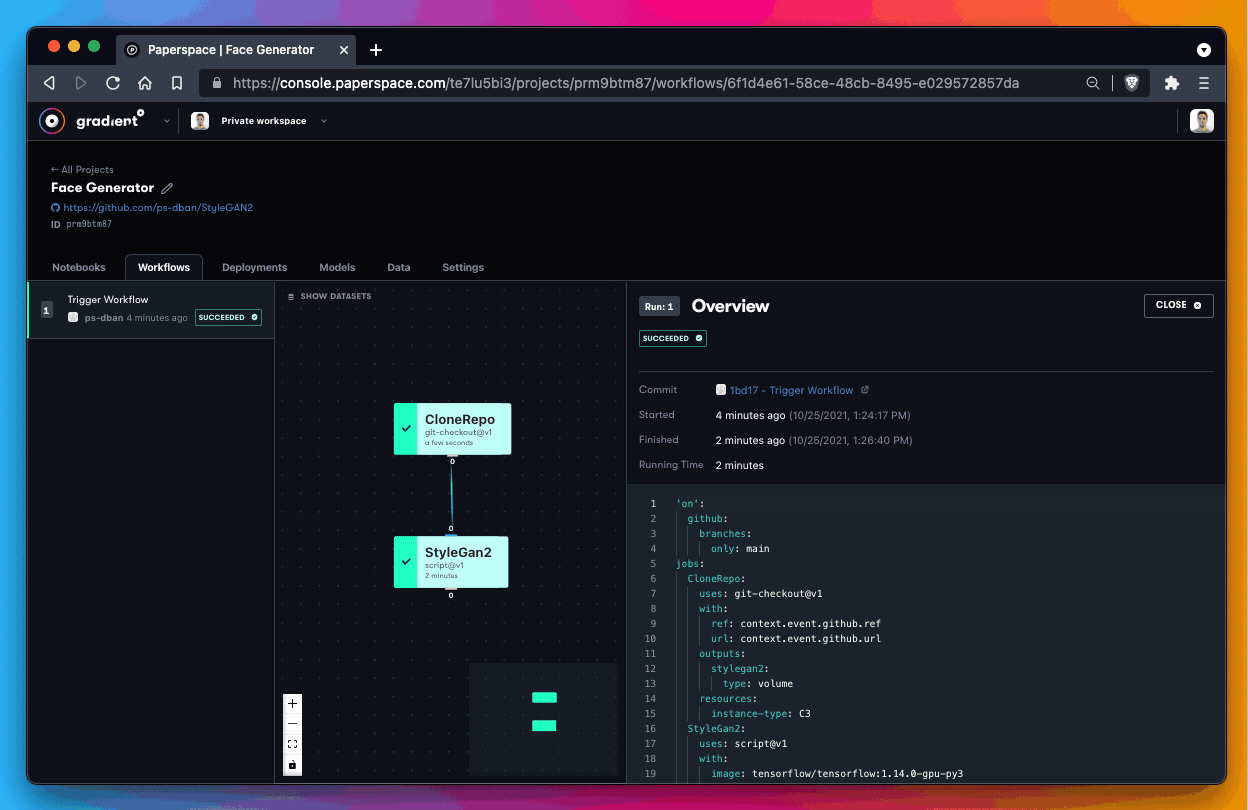 Paperspace | Face Generator
https://console.paperspace.com/te7lu5bi3/projects/prm9btm87/workflows/6f1d4e61-58ce-48cb-8495-e029572857da
gradient
Private workspace
← All Projects
Face Generator
https://github.com/ps-dban/StyleGAN2
ID prm9btm87
Notebooks Workflows Deployments Models Data Settings
1
Trigger Workflow
ps-dban 4 minutes ago SUCCEEDED
SHOW DATASETS
CloneRepo
git-checkout@v1
a few seconds
0
0
StyleGan2
script@v1
2 minutes
0
Run: 1 Overview CLOSE
SUCCEEDED
Commit 1bd17 - Trigger Workflow
Started 4 minutes ago (10/25/2021, 1:24:17 PM)
Finished 2 minutes ago (10/25/2021, 1:26:40 PM)
Running Time 2 minutes
1 'on':
2 github:
3 branches:
4 only: main
5 jobs:
6 CloneRepo:
7 uses: git-checkout@v1
8 with:
9 ref: context.event.github.ref
10 url: context.event.github.url
11 outputs:
12 stylegan2:
13 type: volume
14 resources:
15 instance-type: C3
16 StyleGan2:
17 uses: script@v1
18 with:
19 image: tensorflow/tensorflow:1.14.0-gpu-py3